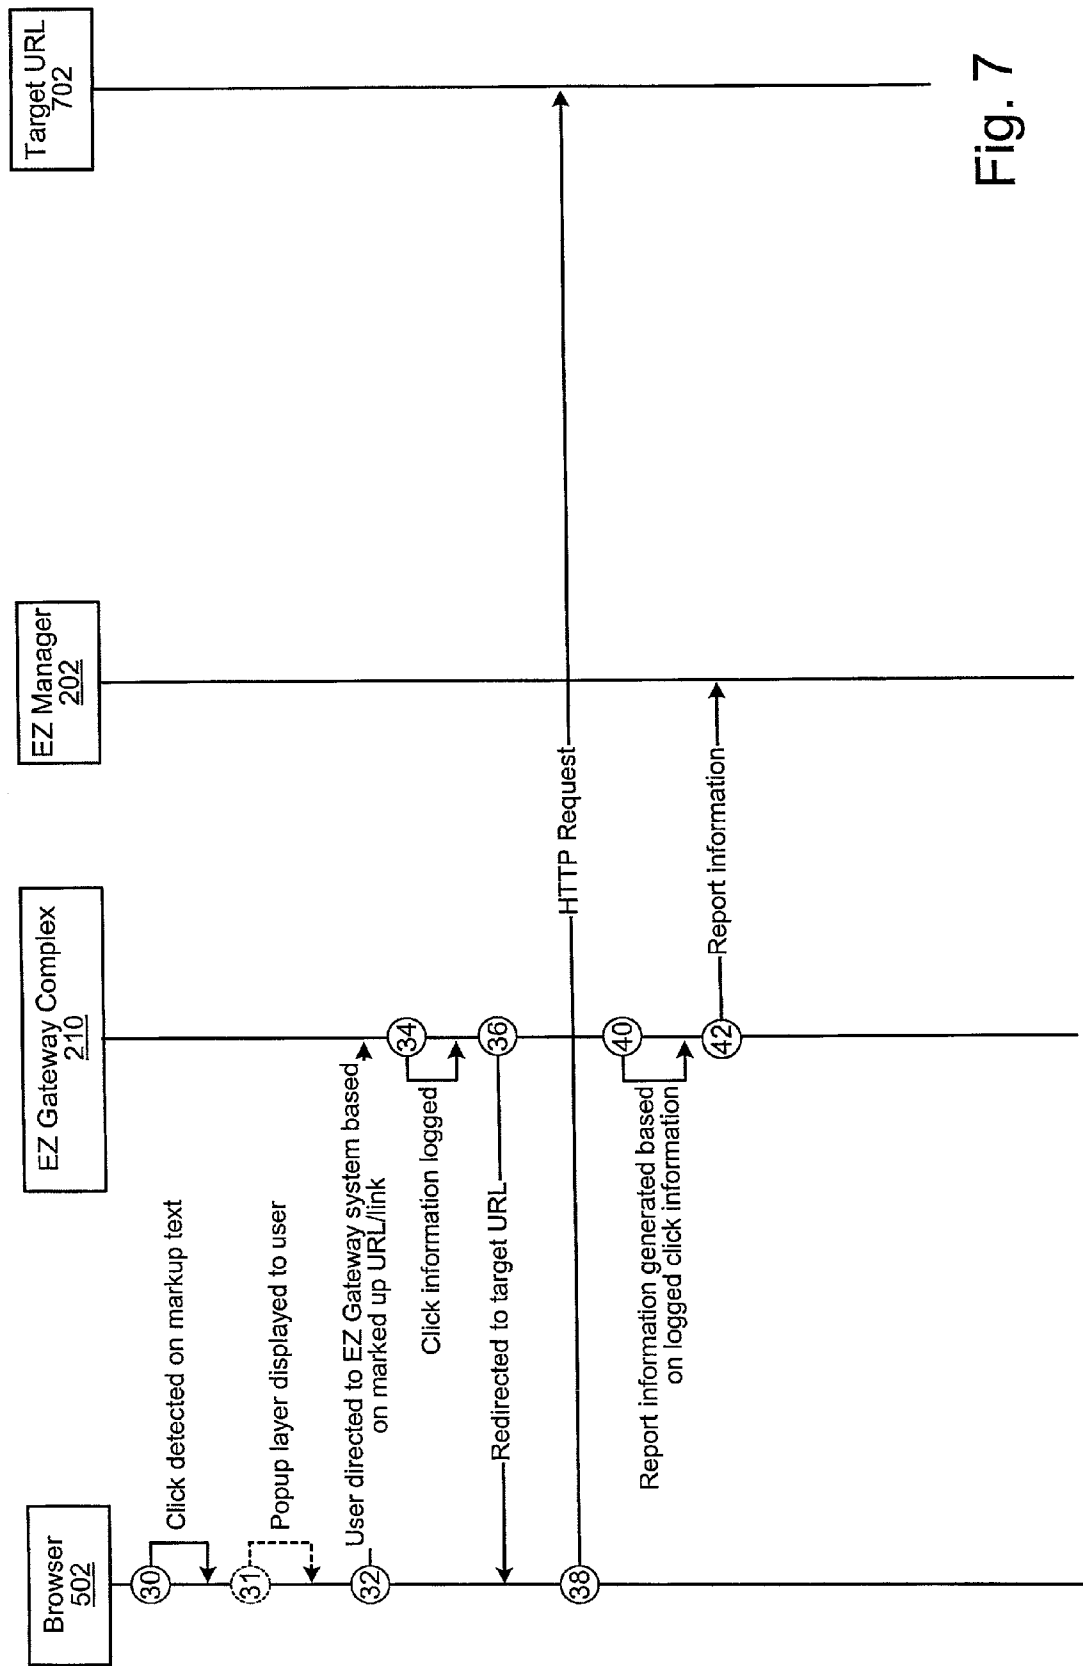 Browser
502
EZ Gateway Complex
210
EZ Manager
202
Target URL
702
30
Click detected on markup text
31
Popup layer displayed to user
32
User directed to EZ Gateway system based
on marked up URL/link
34
Click information logged
36
Redirected to target URL
38
HTTP Request
40
Report information generated based
on logged click information
42
Report information
Fig. 7